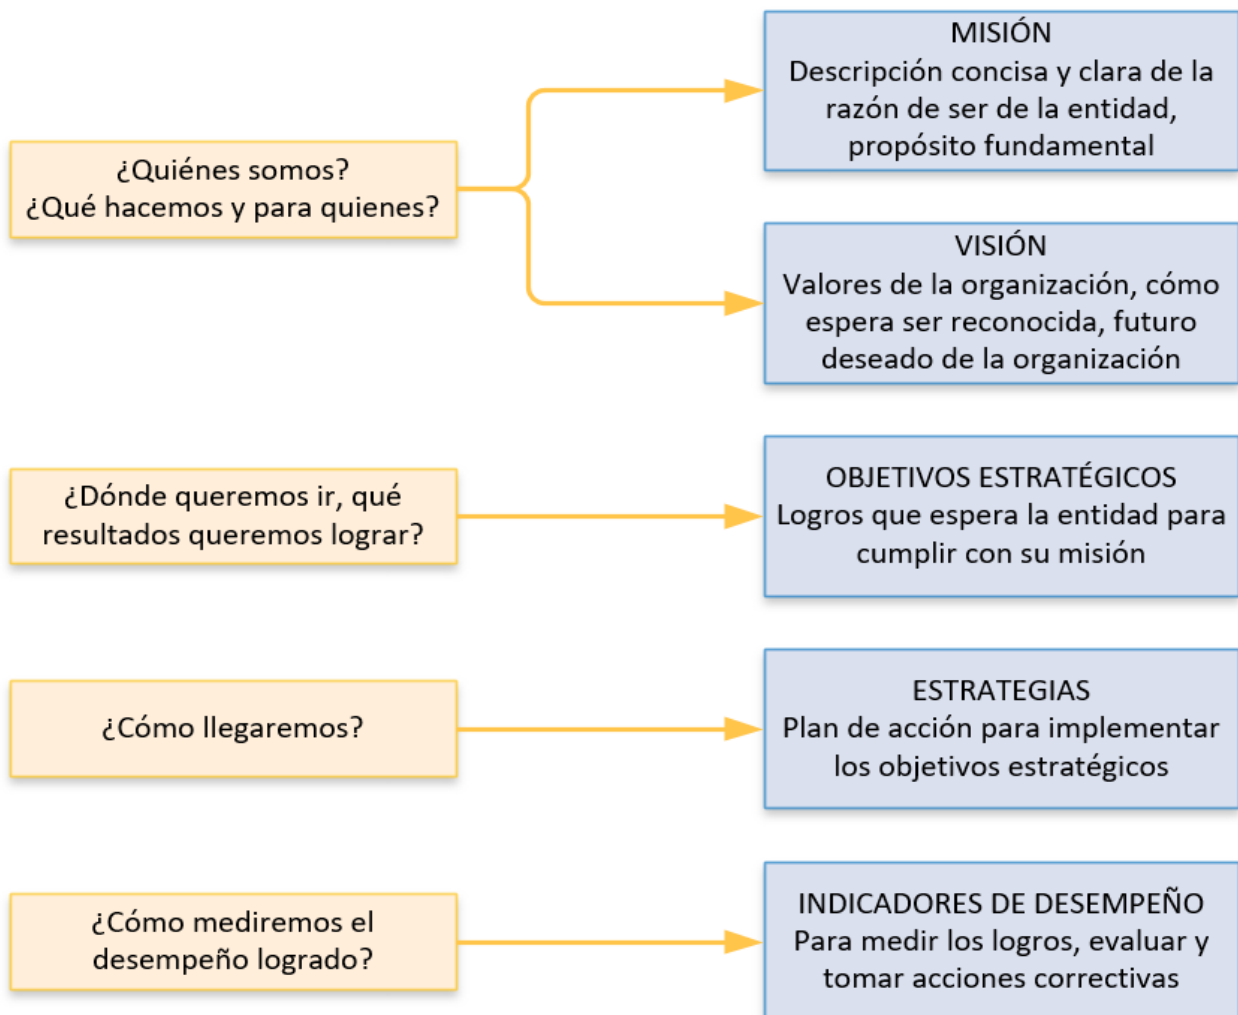 ¿Quiénes somos?
¿Qué hacemos y para quienes?
MISIÓN
Descripción concisa y clara de la
razón de ser de la entidad,
propósito fundamental
VISIÓN
Valores de la organización, cómo
espera ser reconocida, futuro
deseado de la organización
¿Dónde queremos ir, qué
resultados queremos lograr?
OBJETIVOS ESTRATÉGICOS
Logros que espera la entidad para
cumplir con su misión
¿Cómo llegaremos?
ESTRATEGIAS
Plan de acción para implementar
los objetivos estratégicos
¿Cómo mediremos el
desempeño logrado?
INDICADORES DE DESEMPEÑO
Para medir los logros, evaluar y
tomar acciones correctivas